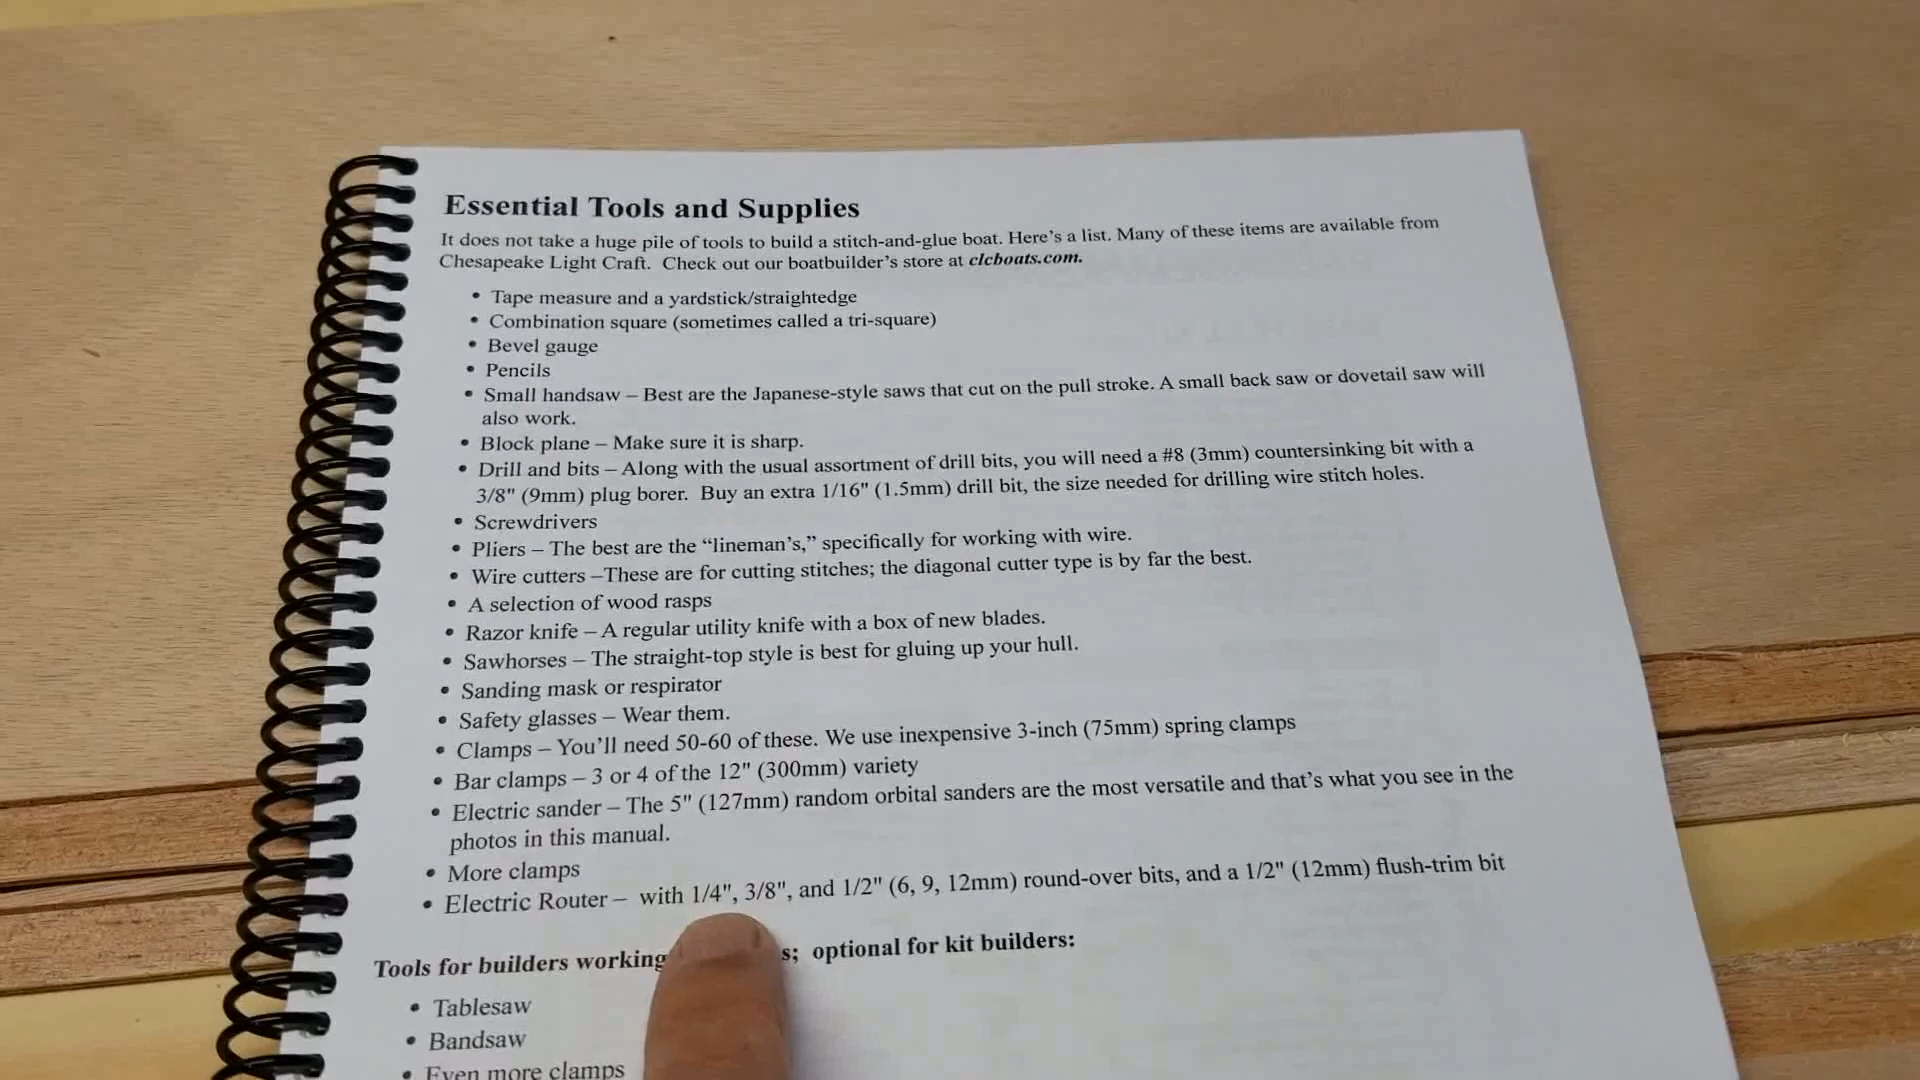 Essential Tools and Supplies
It does not take a huge pile of tools to build a stitch-and-glue boat. Here's a list. Many of these items are available from
Chesapeake Light Craft.  Check out our boatbuilder's store at clcboats.com.
• Tape measure and a yardstick/straightedge
• Combination square (sometimes called a tri-square)
• Bevel gauge
• Pencils
• Small handsaw – Best are the Japanese-style saws that cut on the pull stroke. A small back saw or dovetail saw will
also work.
• Block plane – Make sure it is sharp.
• Drill and bits – Along with the usual assortment of drill bits, you will need a #8 (3mm) countersinking bit with a
3/8" (9mm) plug borer.  Buy an extra 1/16" (1.5mm) drill bit, the size needed for drilling wire stitch holes.
• Screwdrivers
• Pliers – The best are the “lineman's,” specifically for working with wire.
• Wire cutters –These are for cutting stitches; the diagonal cutter type is by far the best.
• A selection of wood rasps
• Razor knife – A regular utility knife with a box of new blades.
• Sawhorses – The straight-top style is best for gluing up your hull.
• Sanding mask or respirator
• Safety glasses – Wear them.
• Clamps – You'll need 50-60 of these. We use inexpensive 3-inch (75mm) spring clamps
• Bar clamps – 3 or 4 of the 12" (300mm) variety
• Electric sander – The 5" (127mm) random orbital sanders are the most versatile and that's what you see in the
photos in this manual.
• More clamps
• Electric Router –  with 1/4", 3/8", and 1/2" (6, 9, 12mm) round-over bits, and a 1/2" (12mm) flush-trim bit
Tools for builders working s;  optional for kit builders:
• Tablesaw
• Bandsaw
• Even more clamps